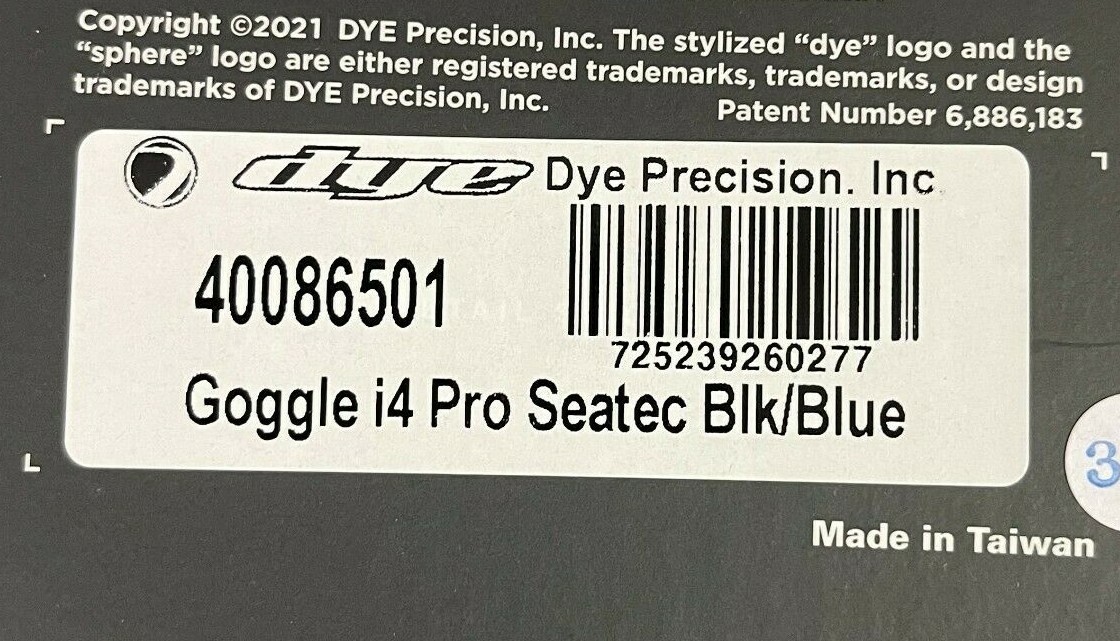 Copyright ©2021 DYE Precision, Inc. The stylized “dye” logo and the
“sphere” logo are either registered trademarks, trademarks, or design
trademarks of DYE Precision, Inc. Patent Number 6,886,183
dye Dye Precision. Inc
40086501
725239260277
Goggle i4 Pro Seatec Blk/Blue
3
Made in Taiwan